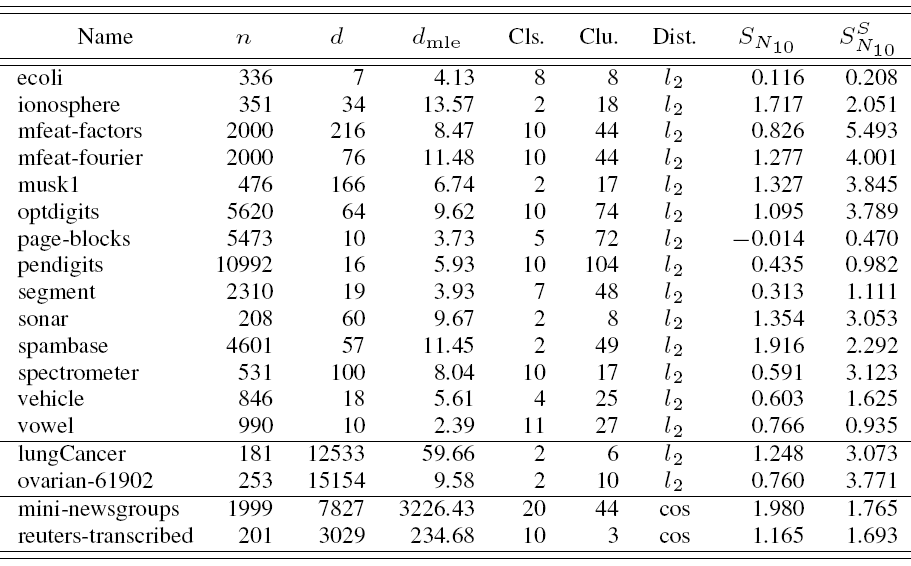 Name n d d_mle Cls. Clu. Dist. S_N_10 S^S_N_10
ecoli 336 7 4.13 8 8 l_2 0.116 0.208
ionosphere 351 34 13.57 2 18 l_2 1.717 2.051
mfeat-factors 2000 216 8.47 10 44 l_2 0.826 5.493
mfeat-fourier 2000 76 11.48 10 44 l_2 1.277 4.001
musk1 476 166 6.74 2 17 l_2 1.327 3.845
optdigits 5620 64 9.62 10 74 l_2 1.095 3.789
page-blocks 5473 10 3.73 5 72 l_2 −0.014 0.470
pendigits 10992 16 5.93 10 104 l_2 0.435 0.982
segment 2310 19 3.93 7 48 l_2 0.313 1.111
sonar 208 60 9.67 2 8 l_2 1.354 3.053
spambase 4601 57 11.45 2 49 l_2 1.916 2.292
spectrometer 531 100 8.04 10 17 l_2 0.591 3.123
vehicle 846 18 5.61 4 25 l_2 0.603 1.625
vowel 990 10 2.39 11 27 l_2 0.766 0.935
lungCancer 181 12533 59.66 2 6 l_2 1.248 3.073
ovarian-61902 253 15154 9.58 2 10 l_2 0.760 3.771
mini-newsgroups 1999 7827 3226.43 20 44 cos 1.980 1.765
reuters-transcribed 201 3029 234.68 10 3 cos 1.165 1.693